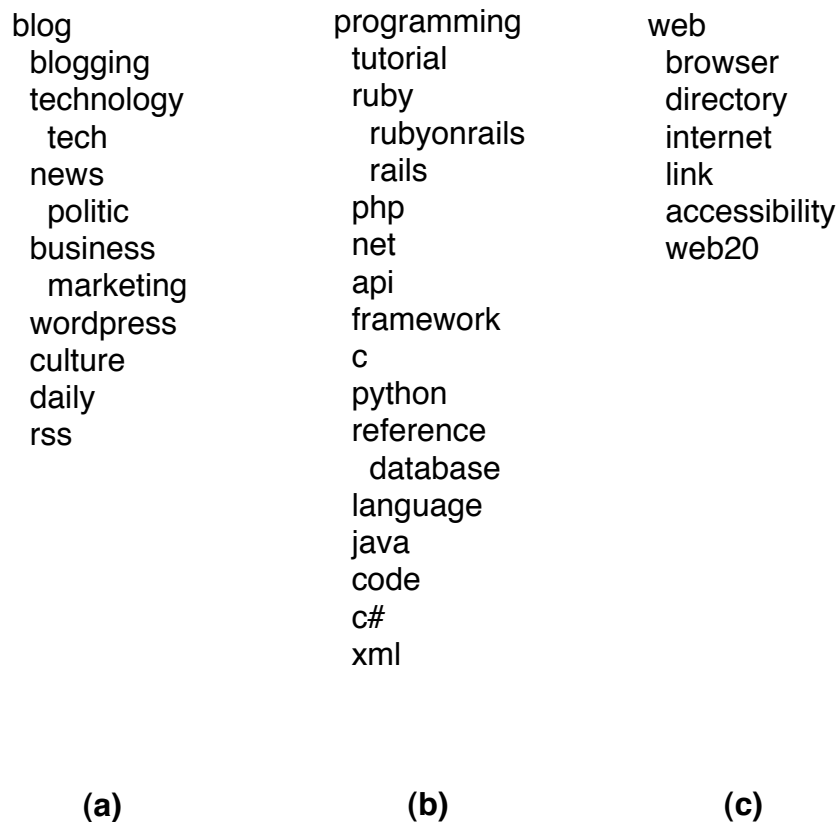 blog
blogging
technology
tech
news
politic
business
marketing
wordpress
culture
daily
rss
(a)
programming
tutorial
ruby
rubyonrails
rails
php
net
api
framework
c
python
reference
database
language
java
code
c#
xml
(b)
web
browser
directory
internet
link
accessibility
web20
(c)